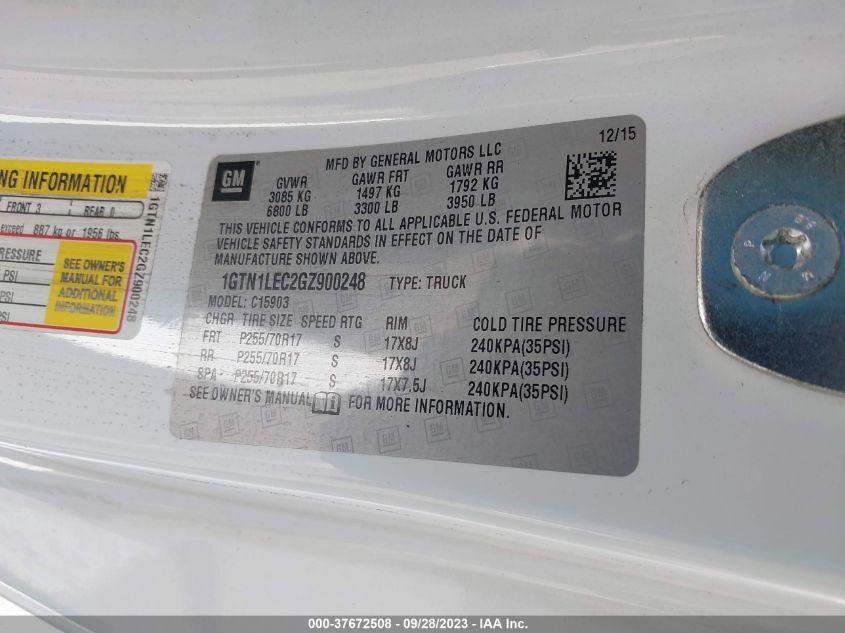 12/15
GM
MFD BY GENERAL MOTORS LLC
GVWR GAWR FRT GAWR RR
3085 KG 1497 KG 1792 KG
6800 LB 3300 LB 3950 LB
THIS VEHICLE CONFORMS TO ALL APPLICABLE U.S. FEDERAL MOTOR
VEHICLE SAFETY STANDARDS IN EFFECT ON THE DATE OF
MANUFACTURE SHOWN ABOVE.
1GTN1LEC2GZ900248 TYPE: TRUCK
MODEL: C15903
CHGR TIRE SIZE SPEED RTG RIM COLD TIRE PRESSURE
FRT P255/70R17 S 17X8J 240KPA(35PSI)
RR P255/70R17 S 17X8J 240KPA(35PSI)
SPA P255/70R17 S 17X7.5J 240KPA(35PSI)
SEE OWNER'S MANUAL FOR MORE INFORMATION.
NG INFORMATION
FRONT 3 REAR 0
exceed 887 kg or 1956 lbs
RESSURE
PSI
PSI
SEE OWNER'S
MANUAL FOR
ADDITIONAL
INFORMATION
1GTN1LEC2GZ900248
000-37672508 - 09/28/2023 - IAA Inc.